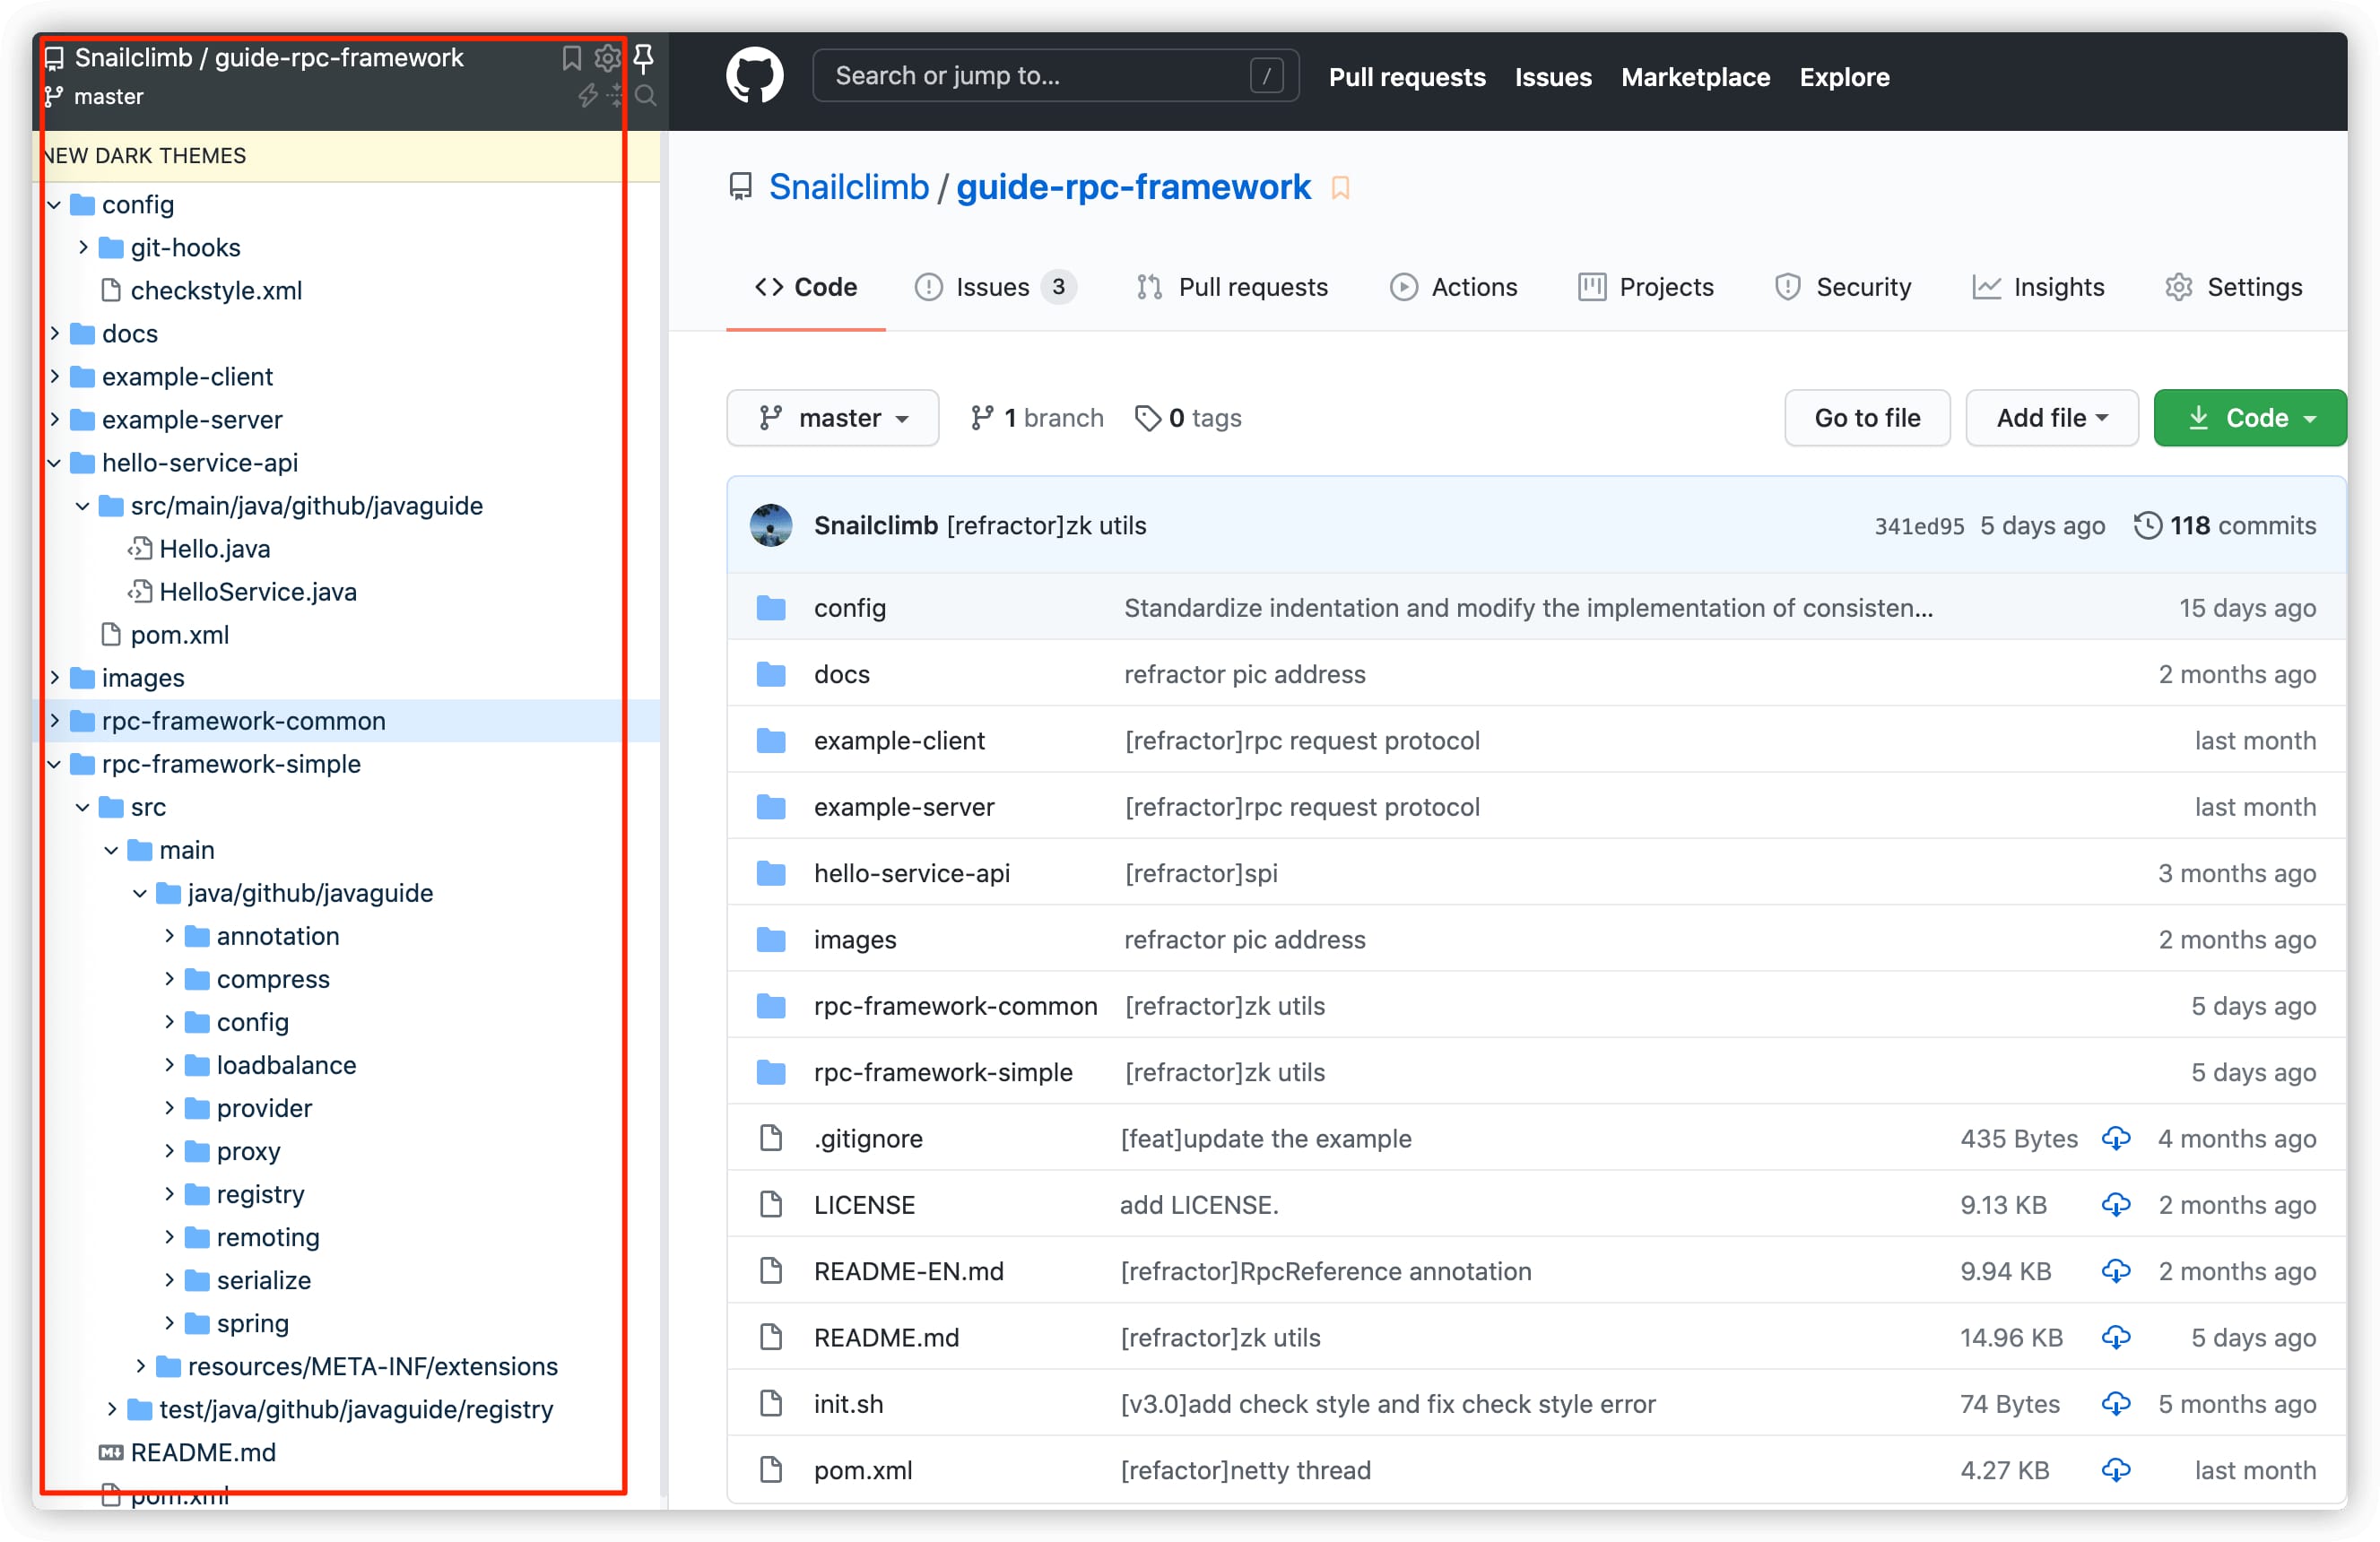 Snailclimb / guide-rpc-framework
master
NEW DARK THEMES
config
git-hooks
checkstyle.xml
docs
example-client
example-server
hello-service-api
src/main/java/github/javaguide
Hello.java
HelloService.java
pom.xml
images
rpc-framework-common
rpc-framework-simple
src
main
java/github/javaguide
annotation
compress
config
loadbalance
provider
proxy
registry
remoting
serialize
spring
resources/META-INF/extensions
test/java/github/javaguide/registry
README.md
pom.xml
Search or jump to... /
Pull requests Issues Marketplace Explore
Snailclimb / guide-rpc-framework
Code Issues 3 Pull requests Actions Projects Security Insights Settings
master 1 branch 0 tags Go to file Add file Code
Snailclimb [refractor]zk utils 341ed95 5 days ago 118 commits
config Standardize indentation and modify the implementation of consisten... 15 days ago
docs refractor pic address 2 months ago
example-client [refractor]rpc request protocol last month
example-server [refractor]rpc request protocol last month
hello-service-api [refractor]spi 3 months ago
images refractor pic address 2 months ago
rpc-framework-common [refractor]zk utils 5 days ago
rpc-framework-simple [refractor]zk utils 5 days ago
.gitignore [feat]update the example 435 Bytes 4 months ago
LICENSE add LICENSE. 9.13 KB 2 months ago
README-EN.md [refractor]RpcReference annotation 9.94 KB 2 months ago
README.md [refractor]zk utils 14.96 KB 5 days ago
init.sh [v3.0]add check style and fix check style error 74 Bytes 5 months ago
pom.xml [refactor]netty thread 4.27 KB last month